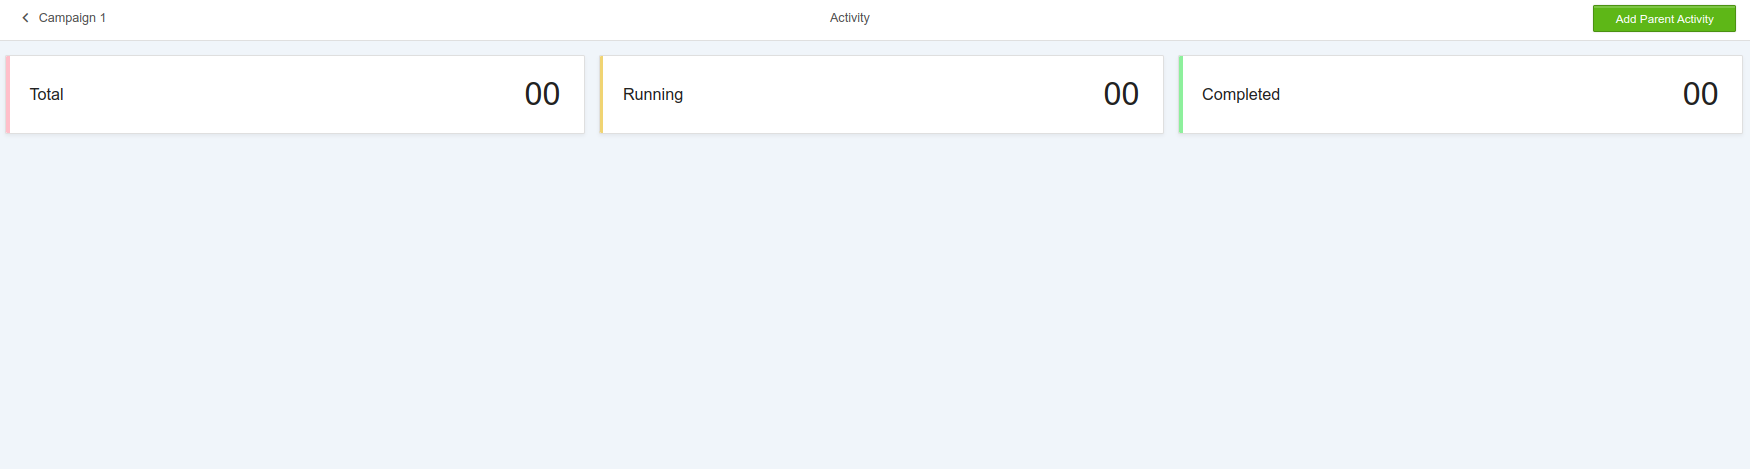 Campaign 1
Activity
Add Parent Activity
Total
00
Running
00
Completed
00